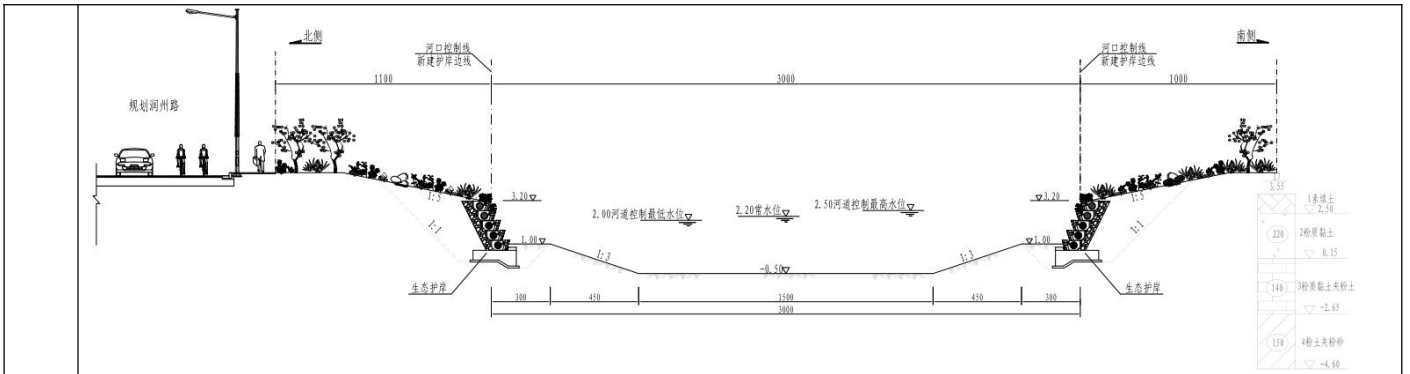 北侧
南侧
河口控制线
新建护岸边线
河口控制线
新建护岸边线
1100
3000
1000
规划润州路
3.20
2.00河道控制最低水位
2.20常水位
2.50河道控制最高水位
3.20
1:5
1:5
1:1
1:1
1.00
1.00
1:3
-0.50
1:3
生态护岸
生态护岸
300
450
1500
450
300
3000
3.55
1素填土
2.50
220
2粉质黏土
0.15
140
3粉质黏土夹粉土
-2.65
150
4粉土夹粉砂
-4.60